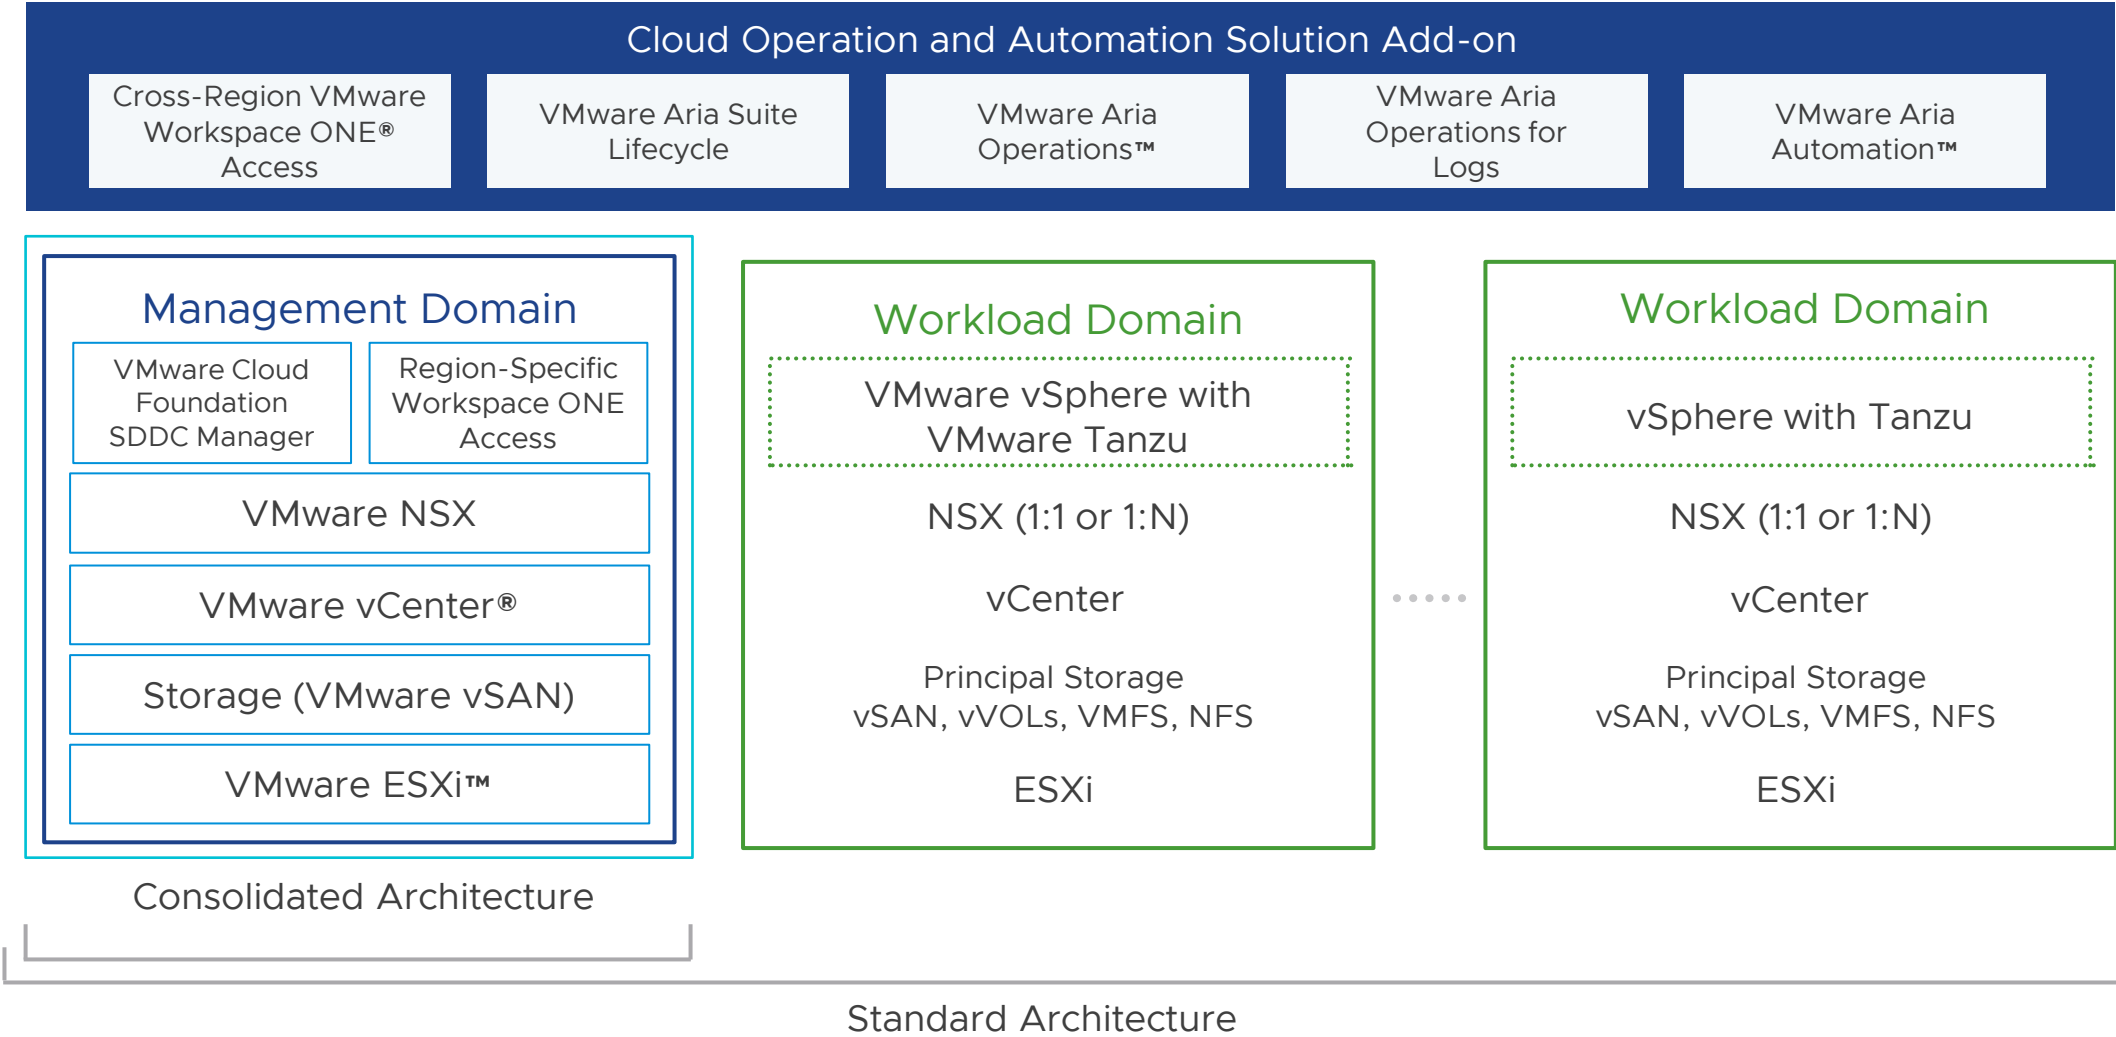 Cloud Operation and Automation Solution Add-on
Cross-Region VMware
Workspace ONE®
Access
VMware Aria Suite
Lifecycle
VMware Aria
Operations™
VMware Aria
Operations for
Logs
VMware Aria
Automation™
Management Domain
VMware Cloud
Foundation
SDDC Manager
Region-Specific
Workspace ONE
Access
VMware NSX
VMware vCenter®
Storage (VMware vSAN)
VMware ESXi™
Workload Domain
VMware vSphere with
VMware Tanzu
NSX (1:1 or 1:N)
vCenter
Principal Storage
vSAN, vVOLs, VMFS, NFS
ESXi
Workload Domain
vSphere with Tanzu
NSX (1:1 or 1:N)
vCenter
Principal Storage
vSAN, vVOLs, VMFS, NFS
ESXi
Consolidated Architecture
Standard Architecture